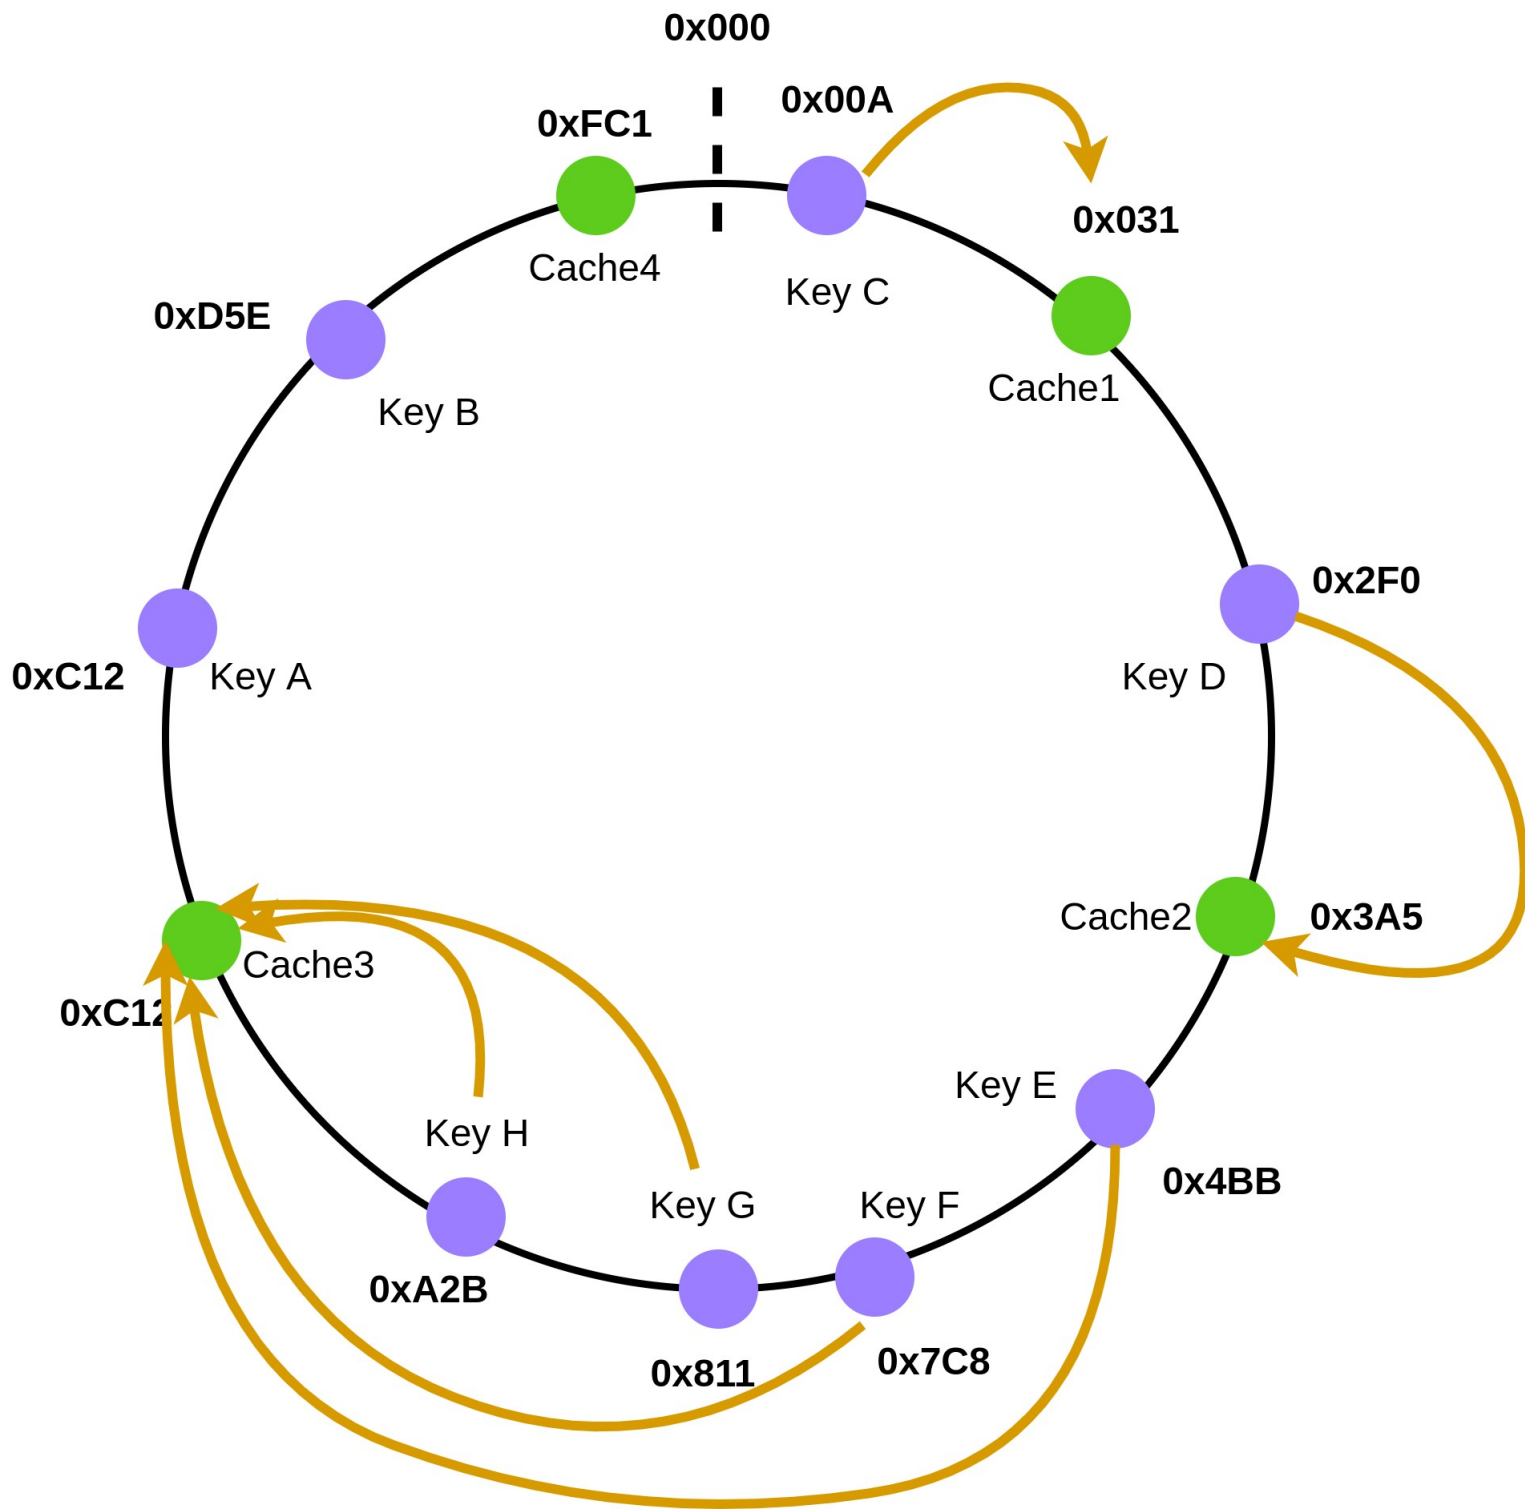 0x000
0x00A
0xFC1
0x031
Cache4
Key C
0xD5E
Cache1
Key B
0x2F0
0xC12
Key A
Key D
Cache2
0x3A5
Cache3
0xC12
Key E
Key H
0x4BB
Key G
Key F
0xA2B
0x811
0x7C8